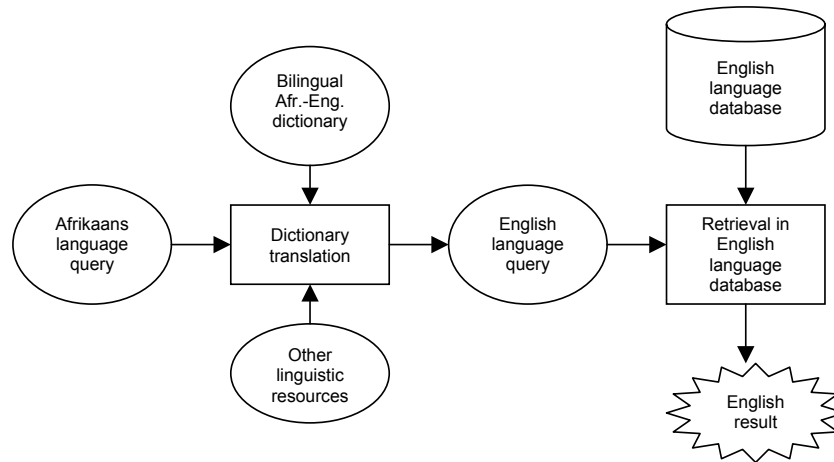 Bilingual
Afr.-Eng.
dictionary
English
language
database
Afrikaans
language
query
Dictionary
translation
English
language
query
Retrieval in
English
language
database
Other
linguistic
resources
English
result